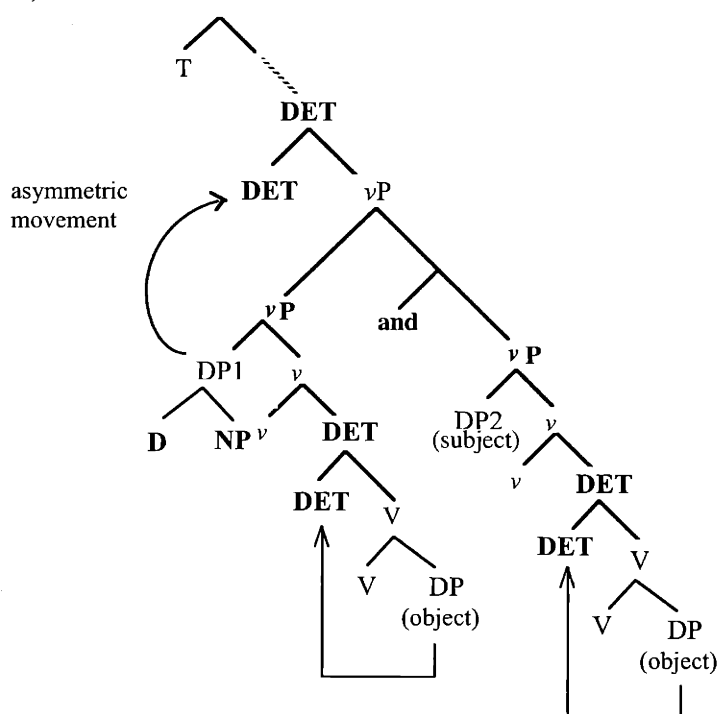 T
DET
DET
vP
asymmetric
movement
vP
and
vP
DP1
v
DP2
(subject)
v
D
NP
v
DET
v
DET
DET
V
DET
V
V
DP
(object)
V
DP
(object)